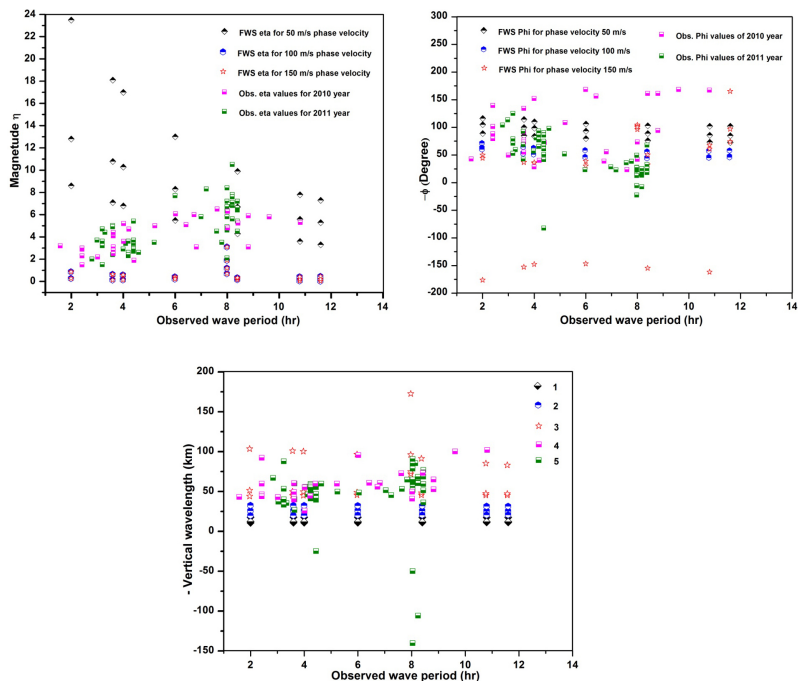 24
22
20
18
16
14
12
10
8
6
4
2
0
Magnetude η
FWS eta for 50 m/s phase velocity
FWS eta for 100 m/s phase velocity
FWS eta for 150 m/s phase velocity
Obs. eta values for 2010 year
Obs. eta values for 2011 year
0 2 4 6 8 10 12 14
Observed wave period (hr)
300
250
200
150
100
50
0
-50
-100
-150
-200
−ϕ (Degree)
FWS Phi for phase velocity 50 m/s
FWS Phi for phase velocity 100 m/s
FWS Phi for phase velocity 150 m/s
Obs. Phi values of 2010 year
Obs. Phi values of 2011 year
2 4 6 8 10 12 14
Observed wave period (hr)
200
150
100
50
0
-50
-100
-150
- Vertical wavelength (km)
1
2
3
4
5
2 4 6 8 10 12 14
Observed wave period (hr)